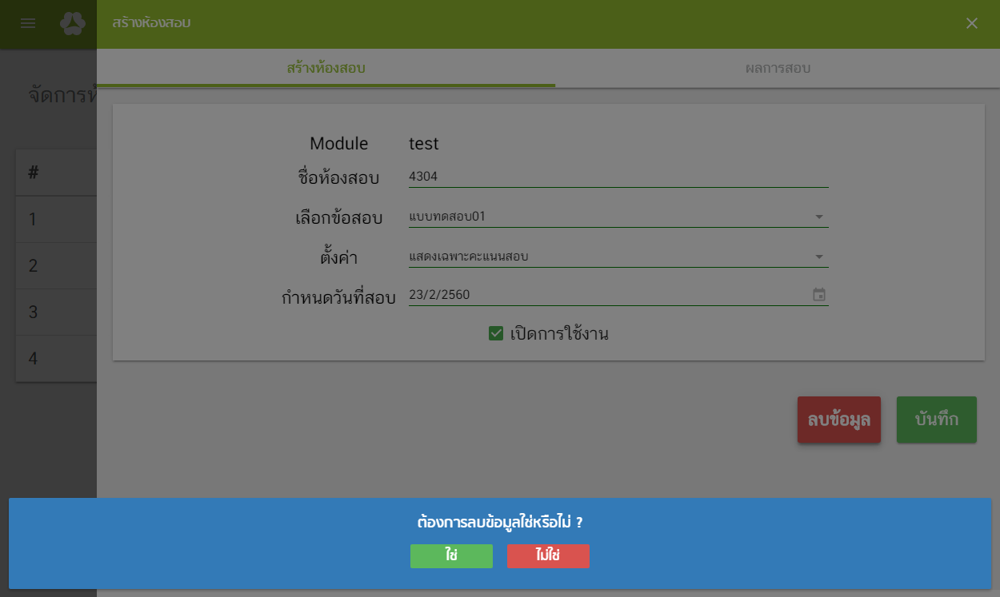 สร้างห้องสอบ
สร้างห้องสอบ
ผลการสอบ
จัดการห้
#
1
2
3
4
Module test
ชื่อห้องสอบ 4304
เลือกข้อสอบ แบบทดสอบ01
ตั้งค่า แสดงเฉพาะคะแนนสอบ
กำหนดวันที่สอบ 23/2/2560
เปิดการใช้งาน
ลบข้อมูล บันทึก
ต้องการลบข้อมูลใช่หรือไม่ ?
ใช่ ไม่ใช่